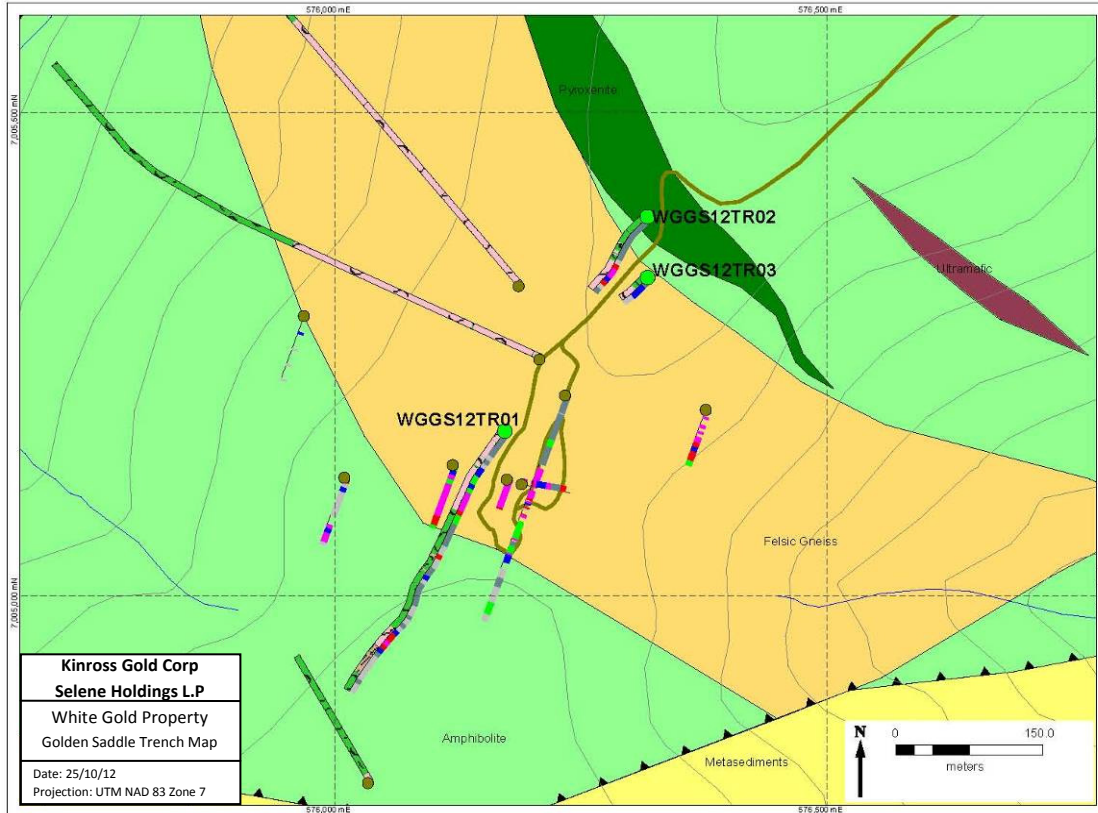 576,000 mE
576,500 mE
7,005,500 mN
Pyroxenite
WGGS12TR02
WGGS12TR03
Ultramafic
WGGS12TR01
Felsic Gneiss
7,005,000 mN
Kinross Gold Corp
Selene Holdings L.P
White Gold Property
Golden Saddle Trench Map
Date: 25/10/12
Projection: UTM NAD 83 Zone 7
Amphibolite
Metasediments
N
0 150.0
meters
576,000 mE
576,500 mE